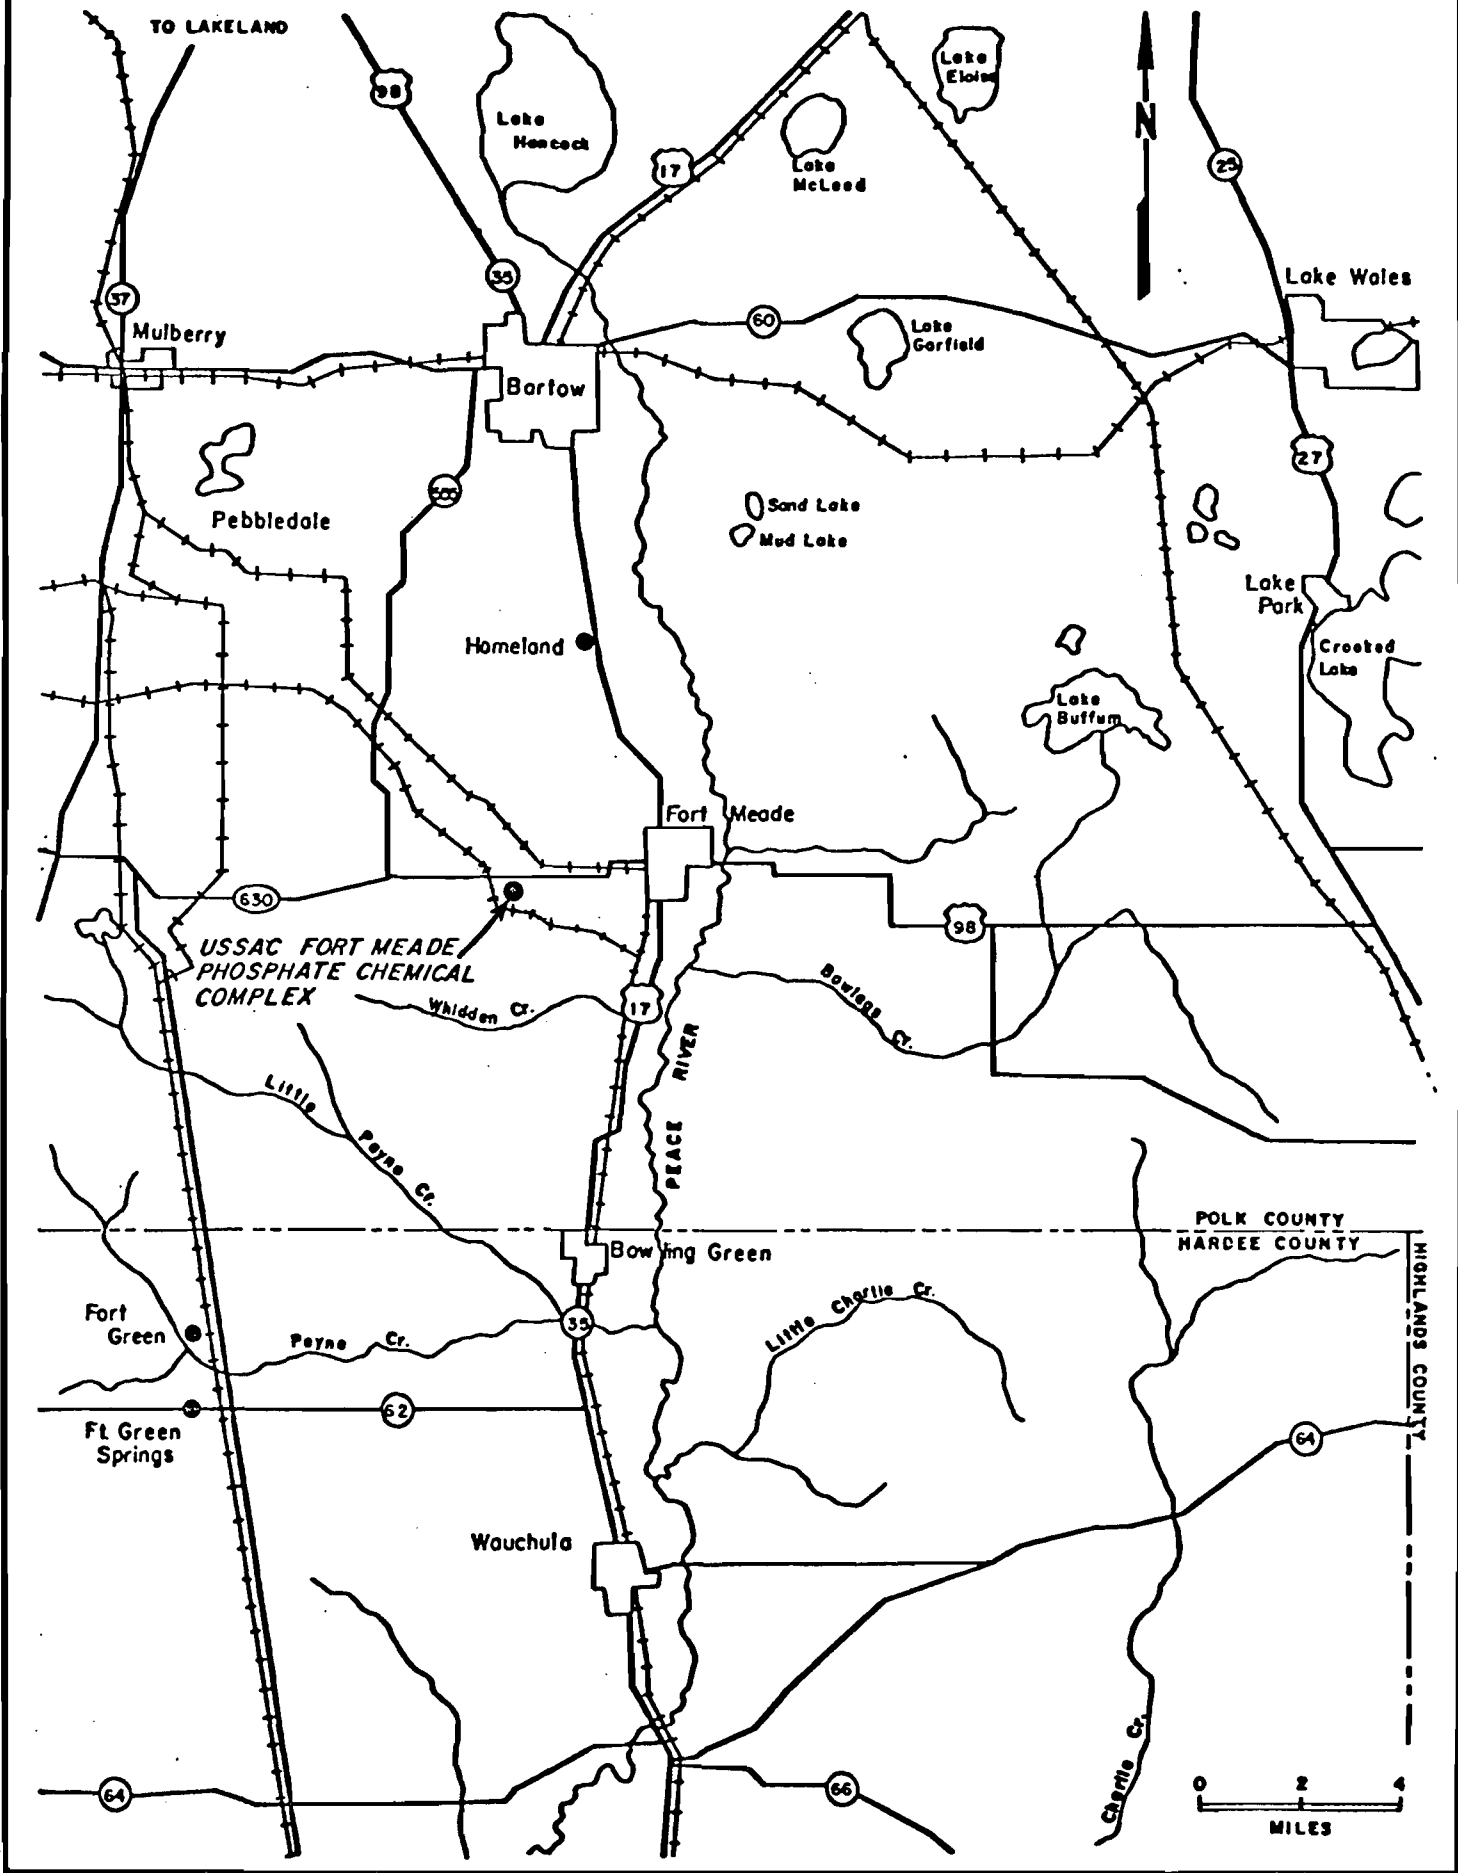 TO LAKELAND
98
Lake
Hancock
17
Lake
McLeod
Lake
Eloise
N
25
35
37
Mulberry
60
Lake
Garfield
Lake Wales
Bartow
27
555
Pebbledale
Sand Lake
Mud Lake
Homeland
Lake
Park
Crooked
Lake
Lake
Buffum
Fort Meade
630
98
USSAC FORT MEADE
PHOSPHATE CHEMICAL
COMPLEX
Whidden Cr.
17
Bowlegs Cr.
PEACE RIVER
Little
Payne Cr.
POLK COUNTY
HARDEE COUNTY
HIGHLANDS COUNTY
Bowling Green
Fort
Green
Payne Cr.
35
Little Charlie Cr.
62
Ft. Green
Springs
64
Wauchula
Charlie Cr.
64
66
0 2 4
MILES